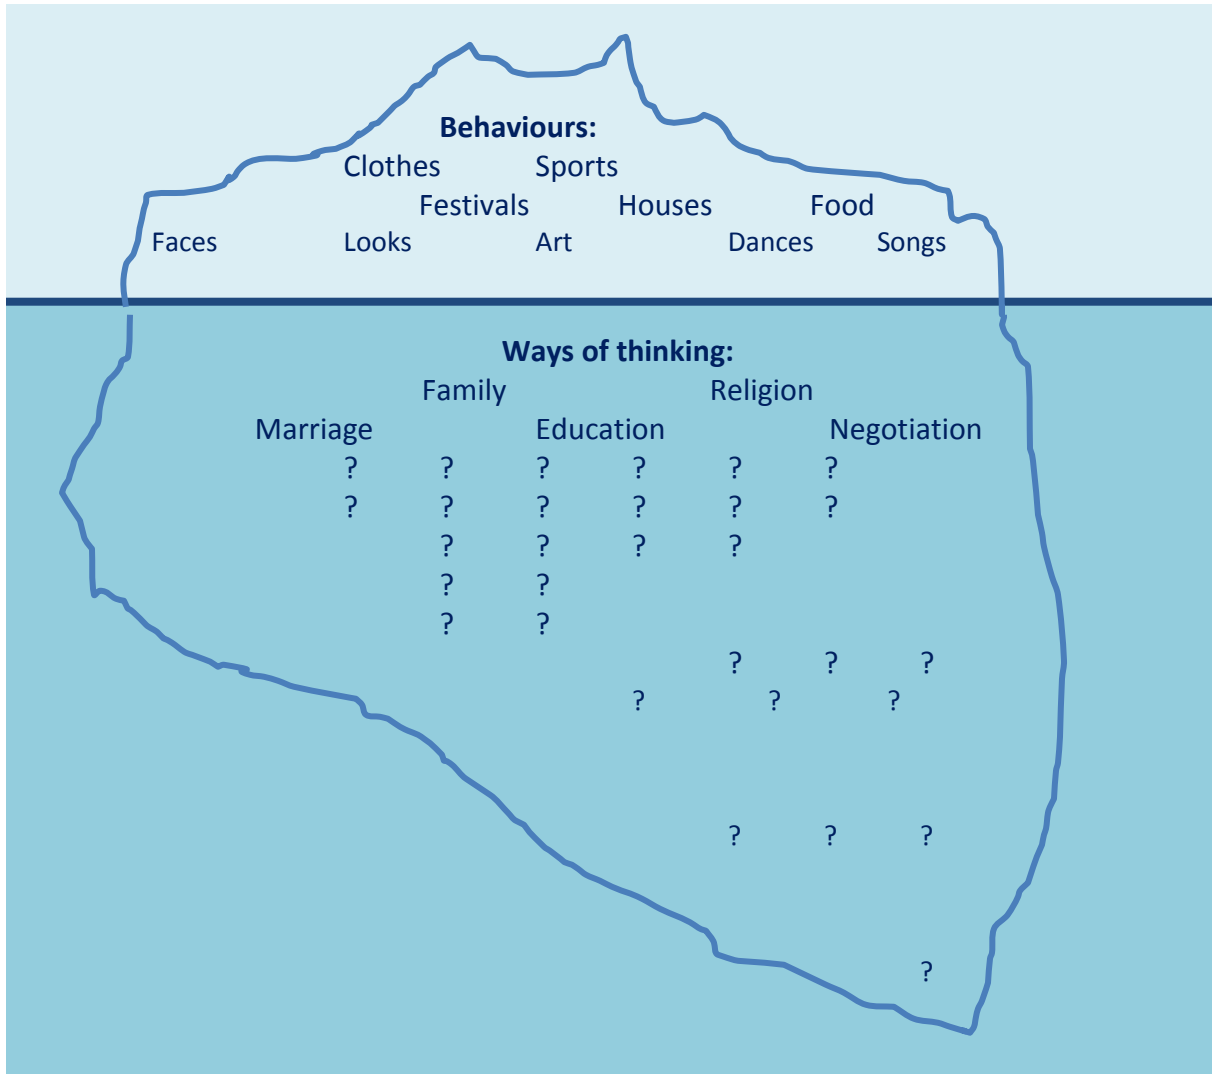 Behaviours:
Clothes Sports
Festivals Houses Food
Faces Looks Art Dances Songs
Ways of thinking:
Family Religion
Marriage Education Negotiation
? ? ? ? ? ?
? ? ? ? ? ?
? ? ? ?
? ?
? ?
? ? ?
? ? ?
? ? ?
?